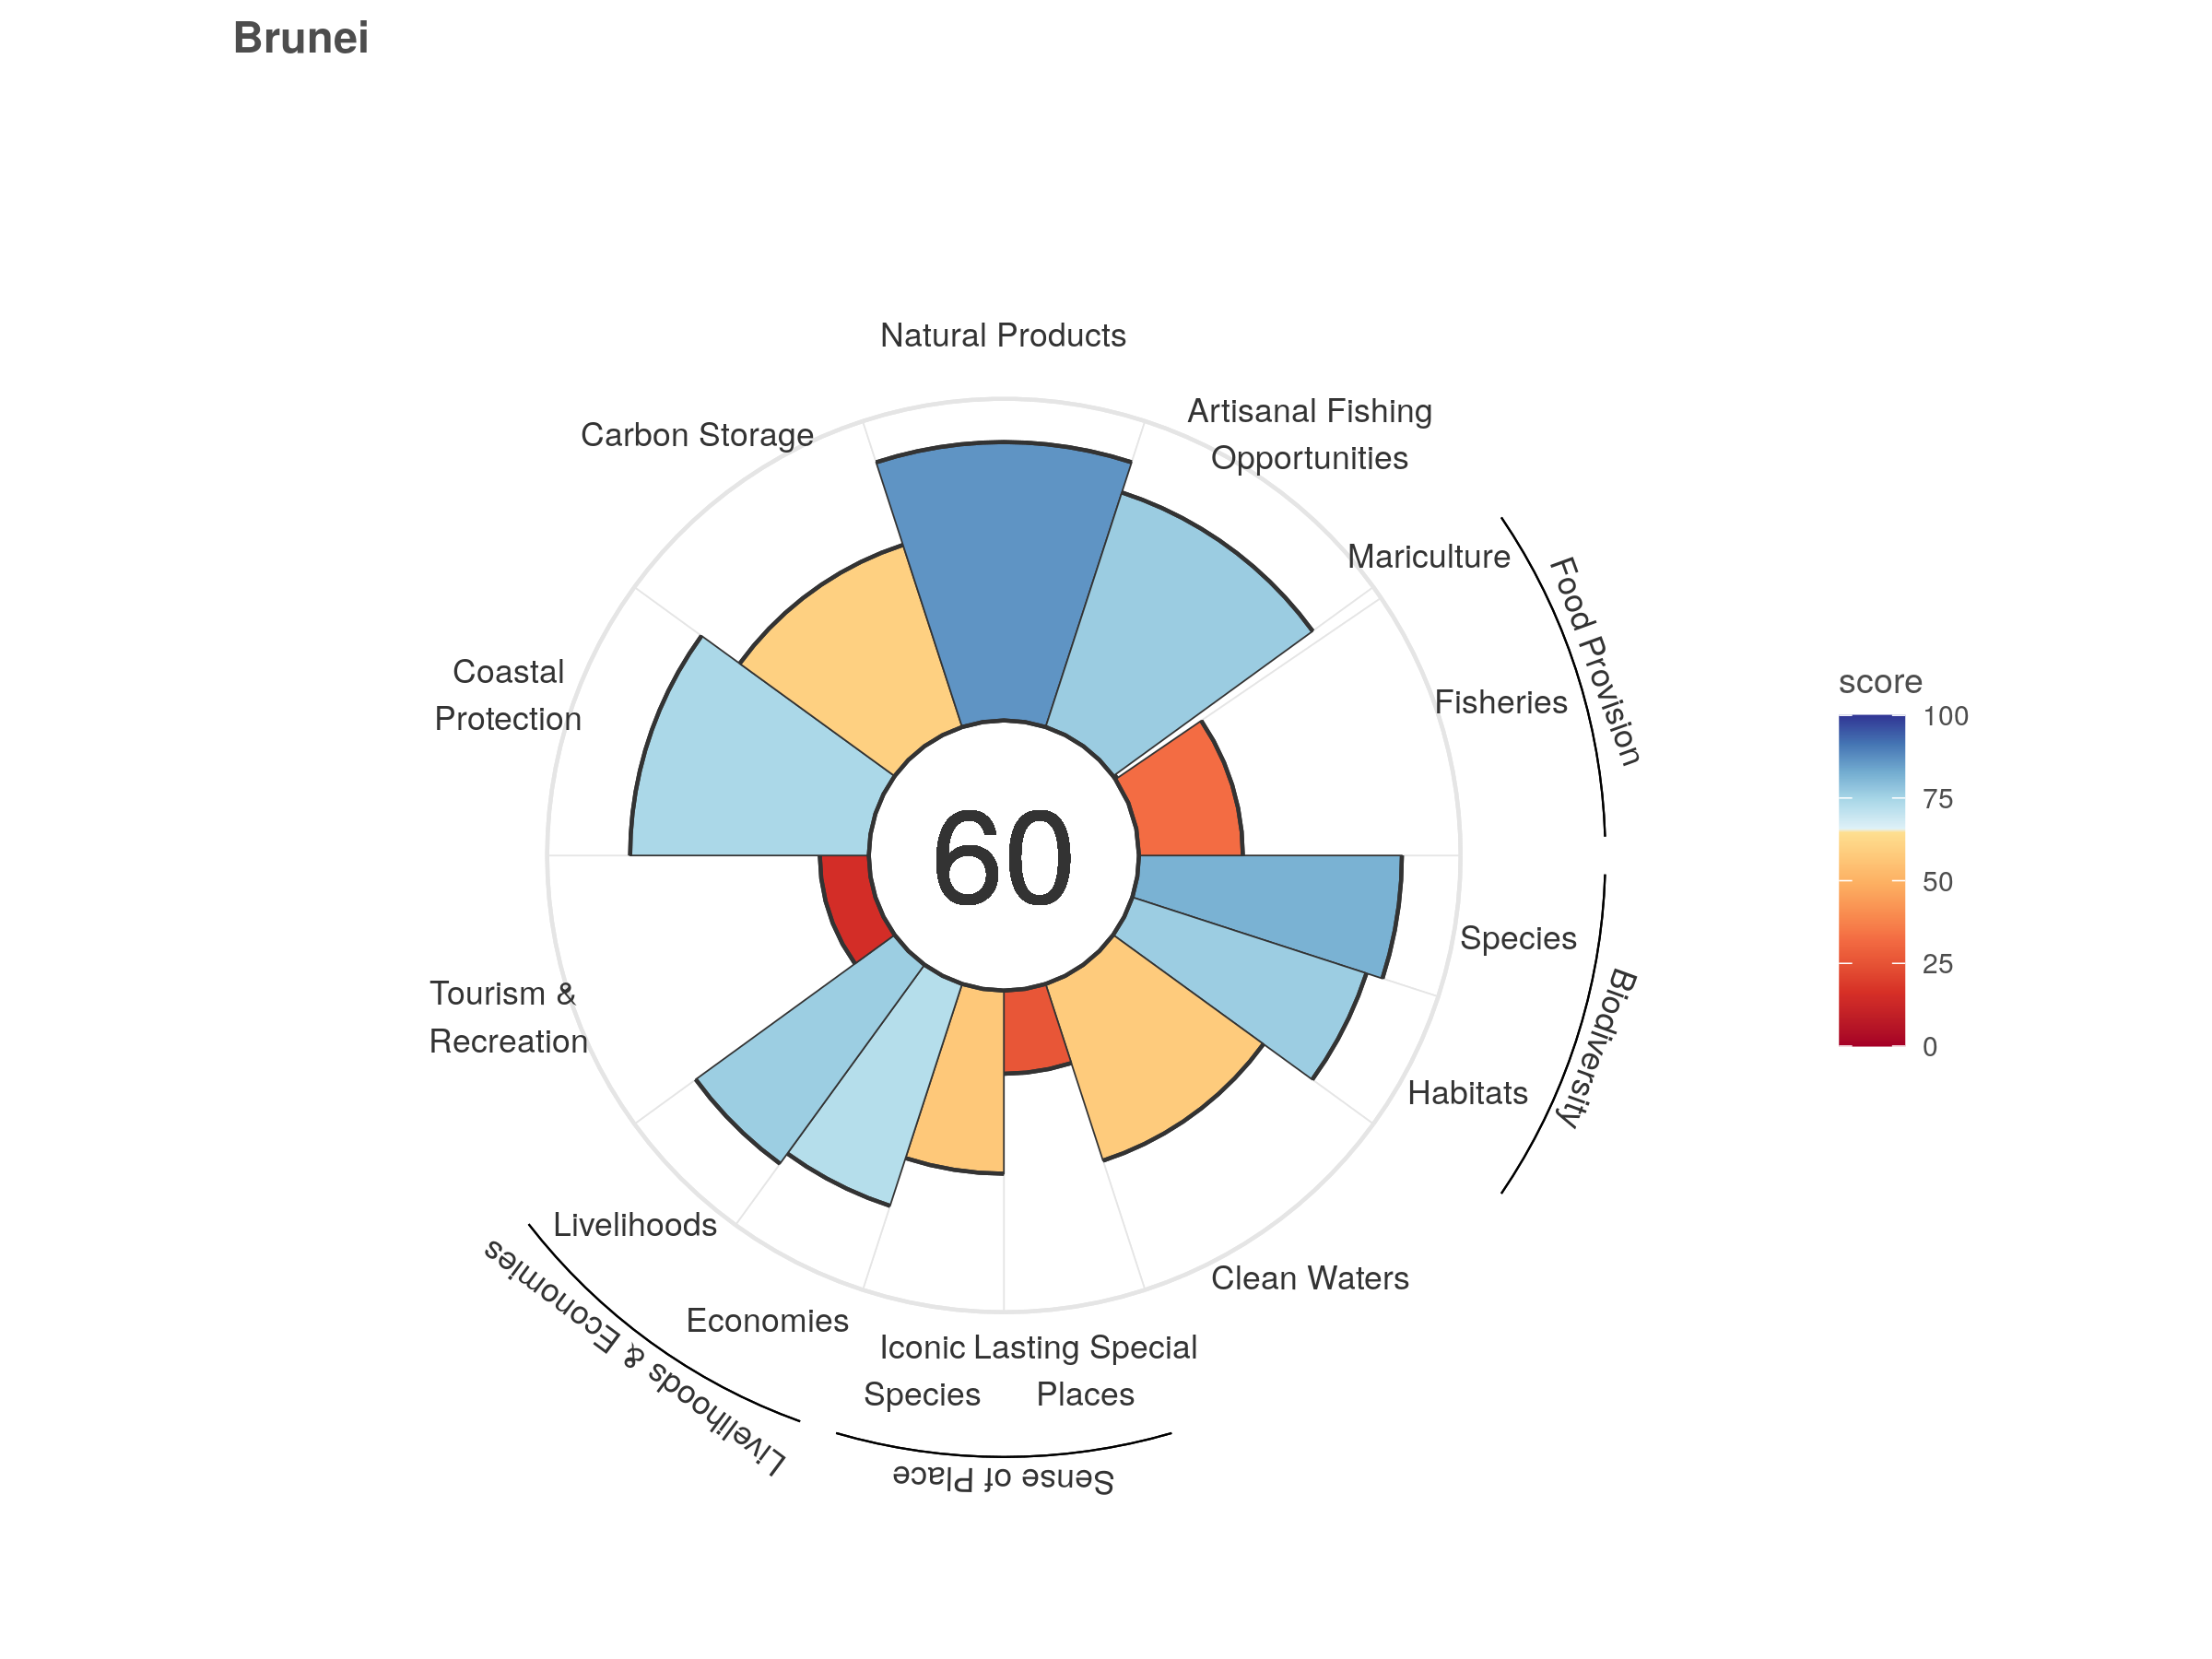 Brunei
Natural Products
Artisanal Fishing
Opportunities
Carbon Storage
Mariculture
Food Provision
Fisheries
Coastal
Protection
score
100
75
50
25
0
60
Species
Biodiversity
Habitats
Tourism &
Recreation
Livelihoods
Economies
Livelihoods & Economies
Clean Waters
Iconic
Species
Lasting Special
Places
Sense of Place